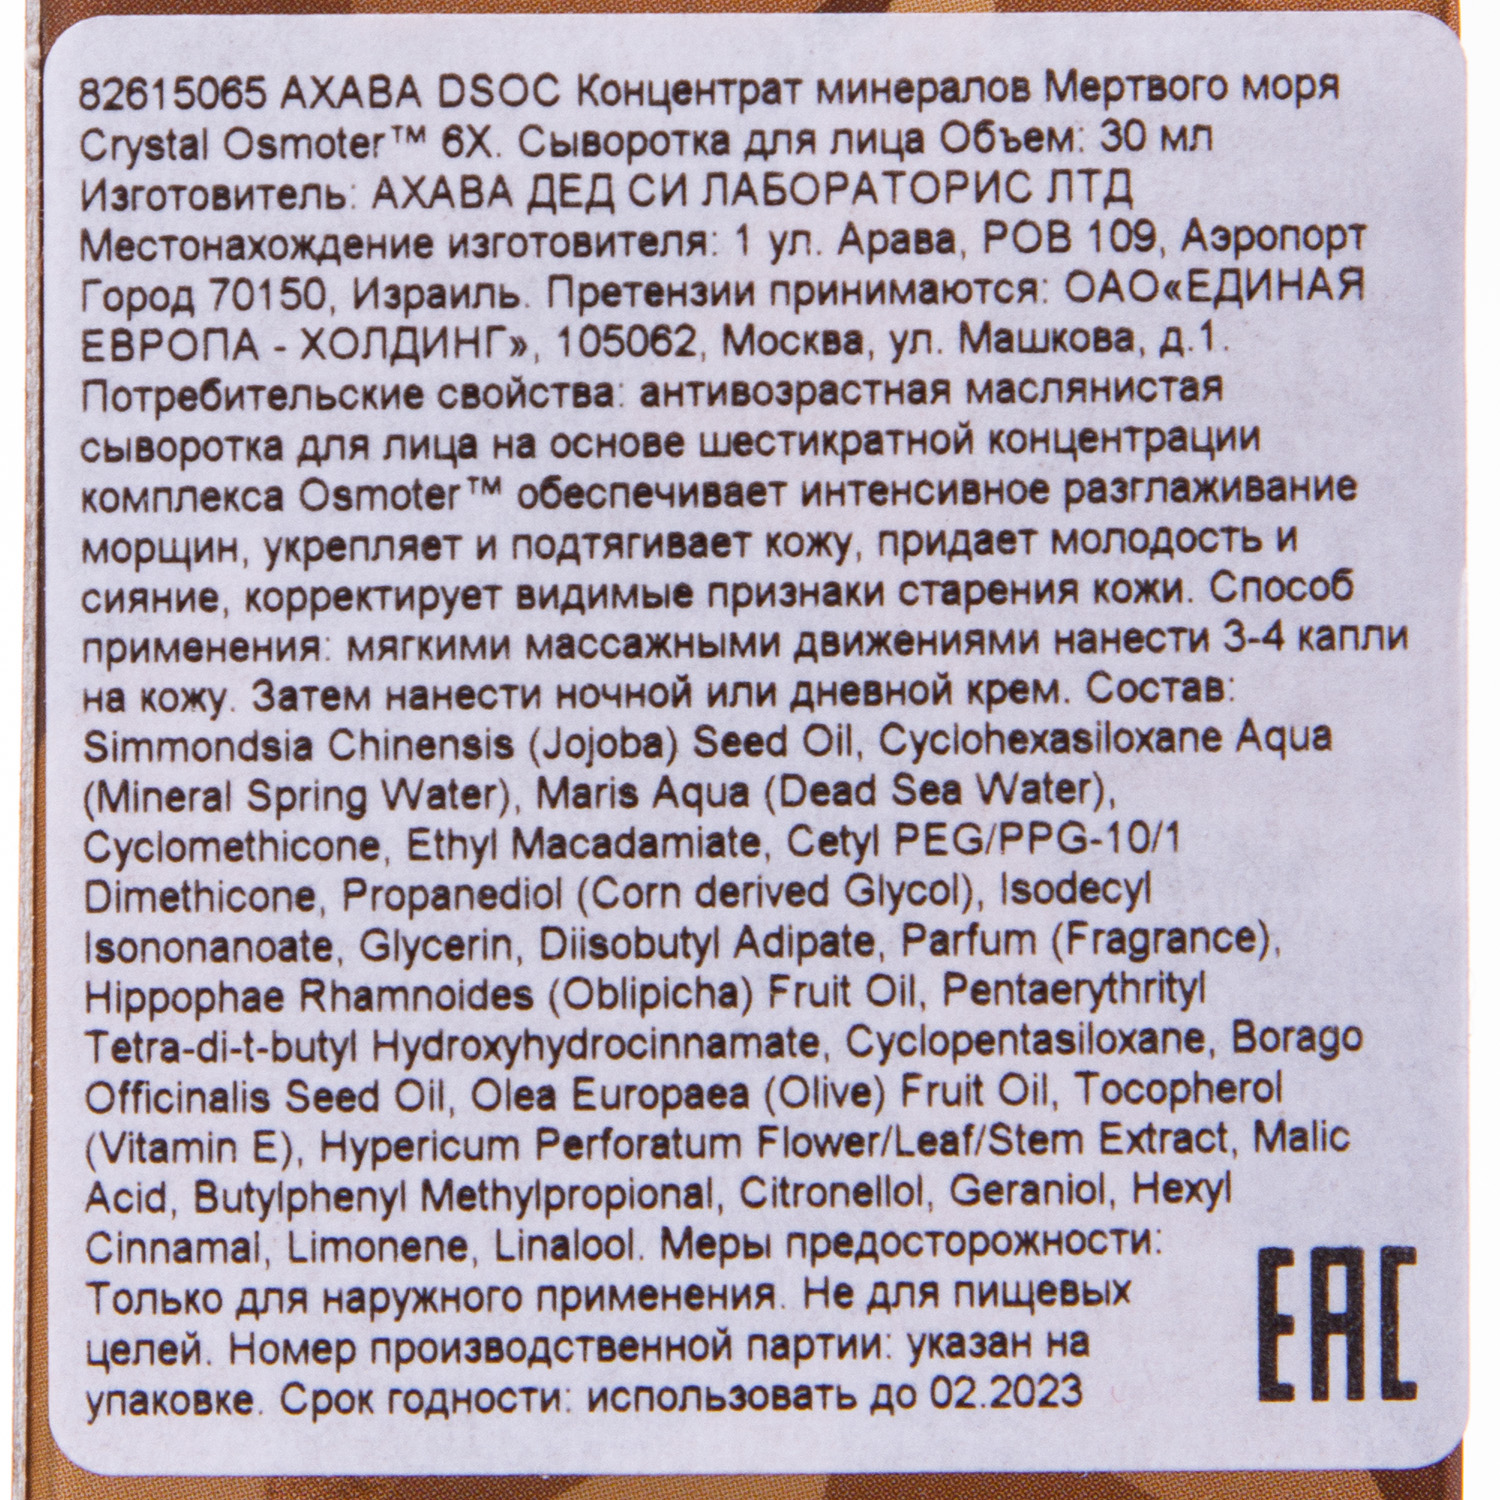 82615065 АХАВА DSOC Концентрат минералов Мертвого моря
Crystal Osmoter™ 6X. Сыворотка для лица Объем: 30 мл
Изготовитель: АХАВА ДЕД СИ ЛАБОРАТОРИС ЛТД
Местонахождение изготовителя: 1 ул. Арава, РОВ 109, Аэропорт
Город 70150, Израиль. Претензии принимаются: ОАО«ЕДИНАЯ
ЕВРОПА - ХОЛДИНГ», 105062, Москва, ул. Машкова, д.1.
Потребительские свойства: антивозрастная маслянистая
сыворотка для лица на основе шестикратной концентрации
комплекса Osmoter™ обеспечивает интенсивное разглаживание
морщин, укрепляет и подтягивает кожу, придает молодость и
сияние, корректирует видимые признаки старения кожи. Способ
применения: мягкими массажными движениями нанести 3-4 капли
на кожу. Затем нанести ночной или дневной крем. Состав:
Simmondsia Chinensis (Jojoba) Seed Oil, Cyclohexasiloxane Aqua
(Mineral Spring Water), Maris Aqua (Dead Sea Water),
Cyclomethicone, Ethyl Macadamiate, Cetyl PEG/PPG-10/1
Dimethicone, Propanediol (Corn derived Glycol), Isodecyl
Isononanoate, Glycerin, Diisobutyl Adipate, Parfum (Fragrance),
Hippophae Rhamnoides (Oblipicha) Fruit Oil, Pentaerythrityl
Tetra-di-t-butyl Hydroxyhydrocinnamate, Cyclopentasiloxane, Borago
Officinalis Seed Oil, Olea Europaea (Olive) Fruit Oil, Tocopherol
(Vitamin E), Hypericum Perforatum Flower/Leaf/Stem Extract, Malic
Acid, Butylphenyl Methylpropional, Citronellol, Geraniol, Hexyl
Cinnamal, Limonene, Linalool. Меры предосторожности:
Только для наружного применения. Не для пищевых
целей. Номер производственной партии: указан на
упаковке. Срок годности: использовать до 02.2023
EAC